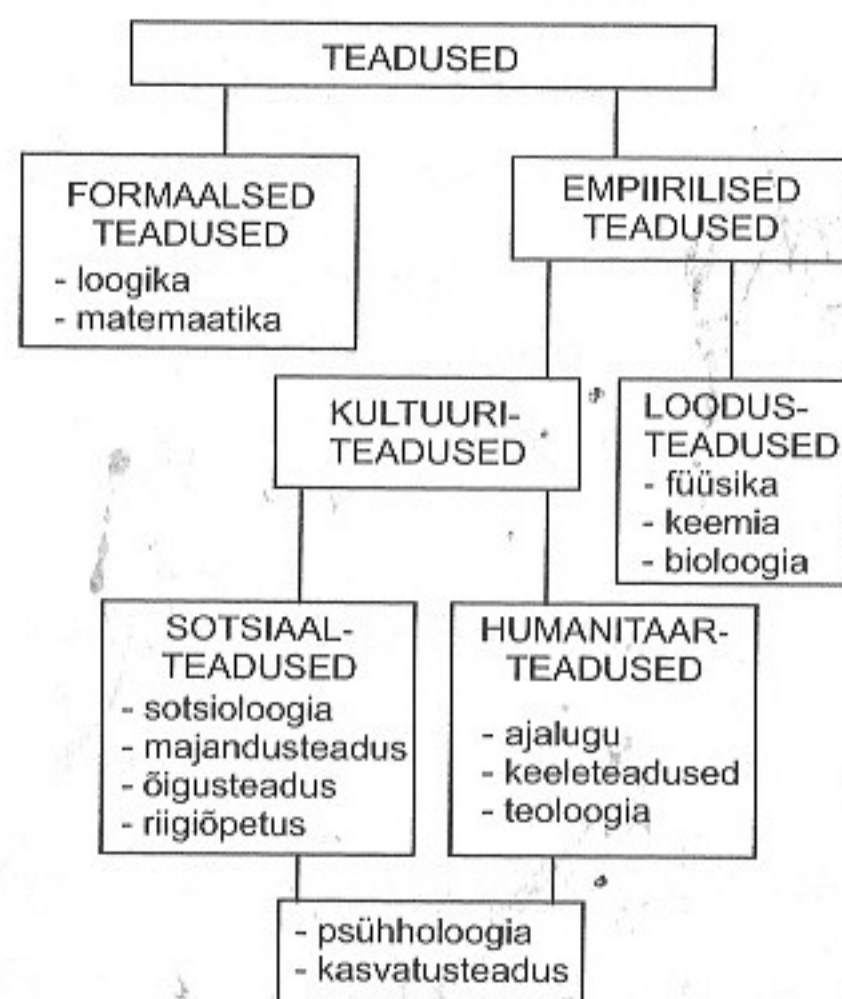 TEADUSED
FORMAALSED
TEADUSED
- loogika
- matemaatika
EMPIIRILISED
TEADUSED
KULTUURI-
TEADUSED
LOODUS-
TEADUSED
- füüsika
- keemia
- bioloogia
SOTSIAAL-
TEADUSED
- sotsioloogia
- majandusteadus
- õigusteadus
- riigiõpetus
HUMANITAAR-
TEADUSED
- ajalugu
- keeleteadused
- teoloogia
- psühholoogia
- kasvatusteadus